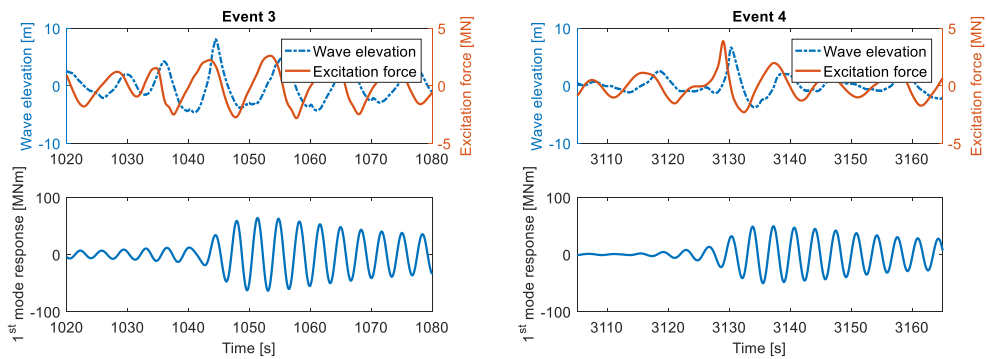 Event 3
Wave elevation [m]
10
0
-10
5
0
-5
Excitation force [MN]
Wave elevation
Excitation force
1020 1030 1040 1050 1060 1070 1080
1st mode response [MNm]
100
0
-100
1020 1030 1040 1050 1060 1070 1080
Time [s]
Event 4
Wave elevation [m]
10
0
-10
5
0
-5
Excitation force [MN]
Wave elevation
Excitation force
3110 3120 3130 3140 3150 3160
1st mode response [MNm]
100
0
-100
3110 3120 3130 3140 3150 3160
Time [s]